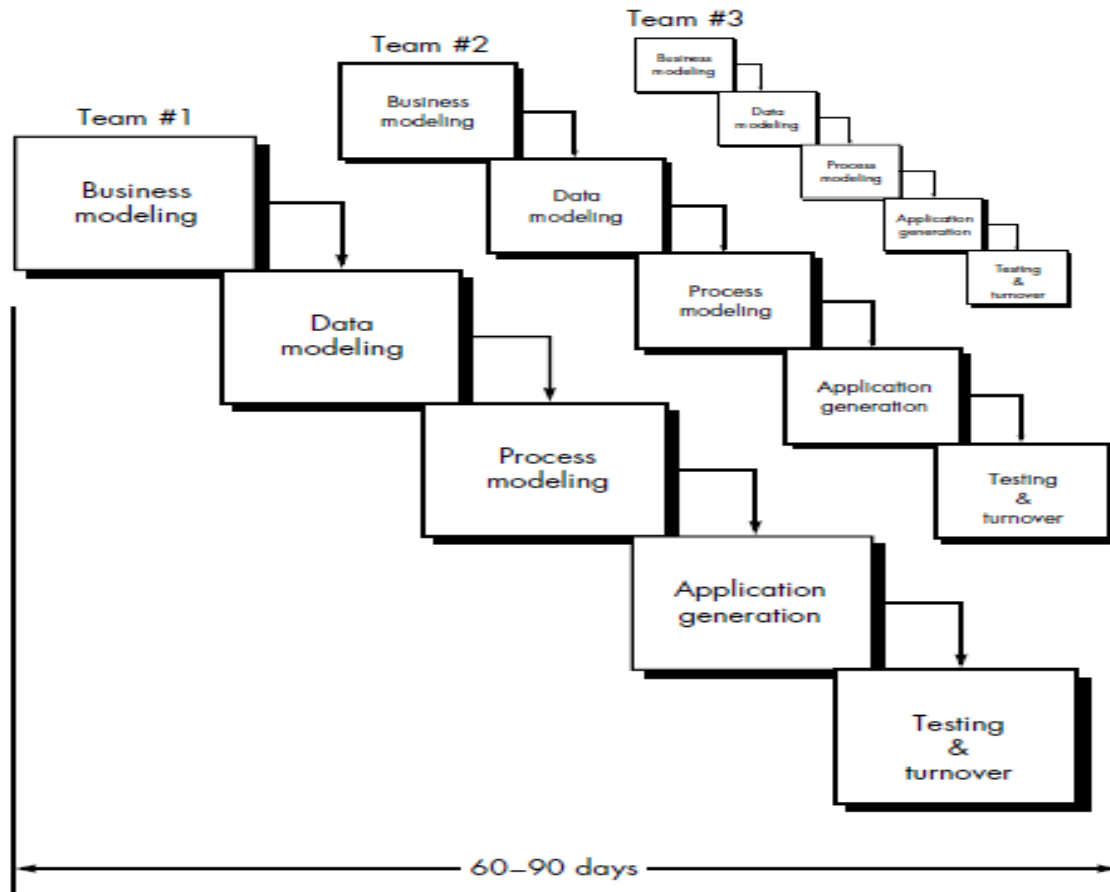 Team #1
Business
modeling
Data
modeling
Process
modeling
Application
generation
Testing
&
turnover
Team #2
Business
modeling
Data
modeling
Process
modeling
Application
generation
Testing
&
turnover
Team #3
Business
modeling
Data
modeling
Process
modeling
Application
generation
Testing
&
turnover
60–90 days